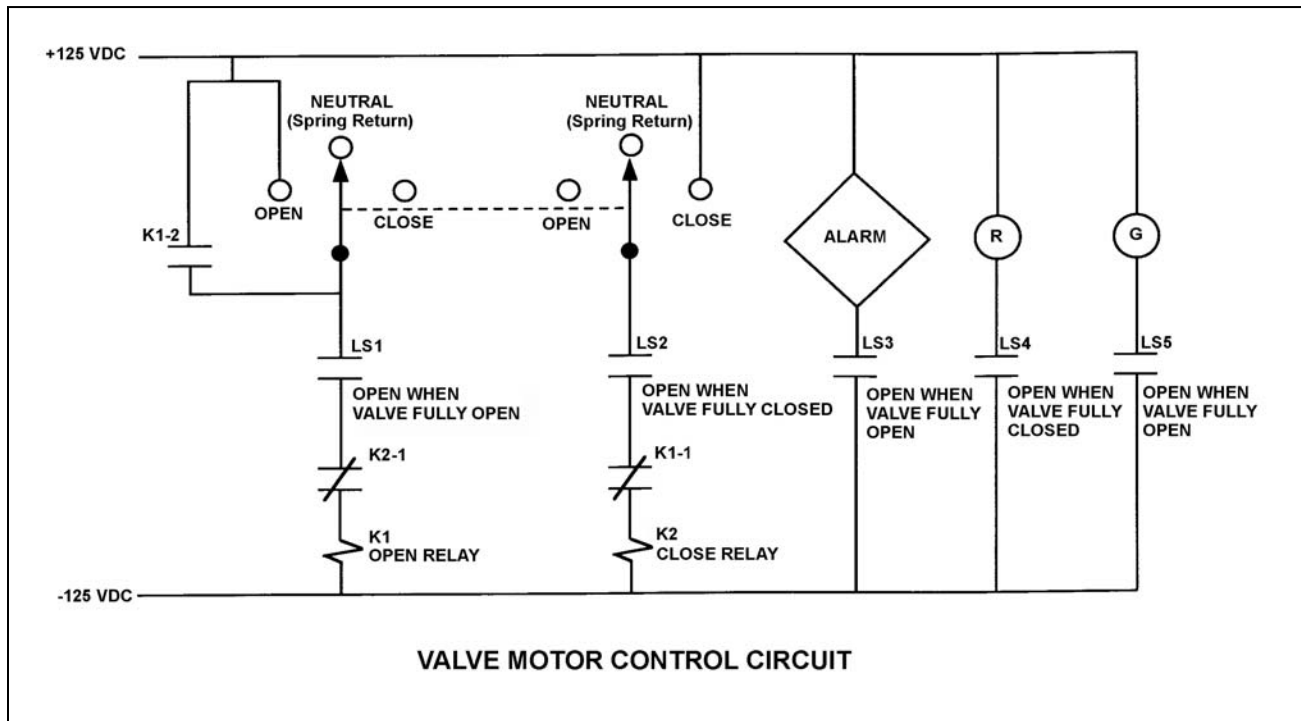 +125 VDC
NEUTRAL
(Spring Return)
NEUTRAL
(Spring Return)
OPEN
CLOSE
OPEN
CLOSE
K1-2
ALARM
R
G
LS1
OPEN WHEN
VALVE FULLY OPEN
LS2
OPEN WHEN
VALVE FULLY CLOSED
LS3
OPEN WHEN
VALVE FULLY
OPEN
LS4
OPEN WHEN
VALVE FULLY
CLOSED
LS5
OPEN WHEN
VALVE FULLY
OPEN
K2-1
K1-1
K1
OPEN RELAY
K2
CLOSE RELAY
-125 VDC
VALVE MOTOR CONTROL CIRCUIT